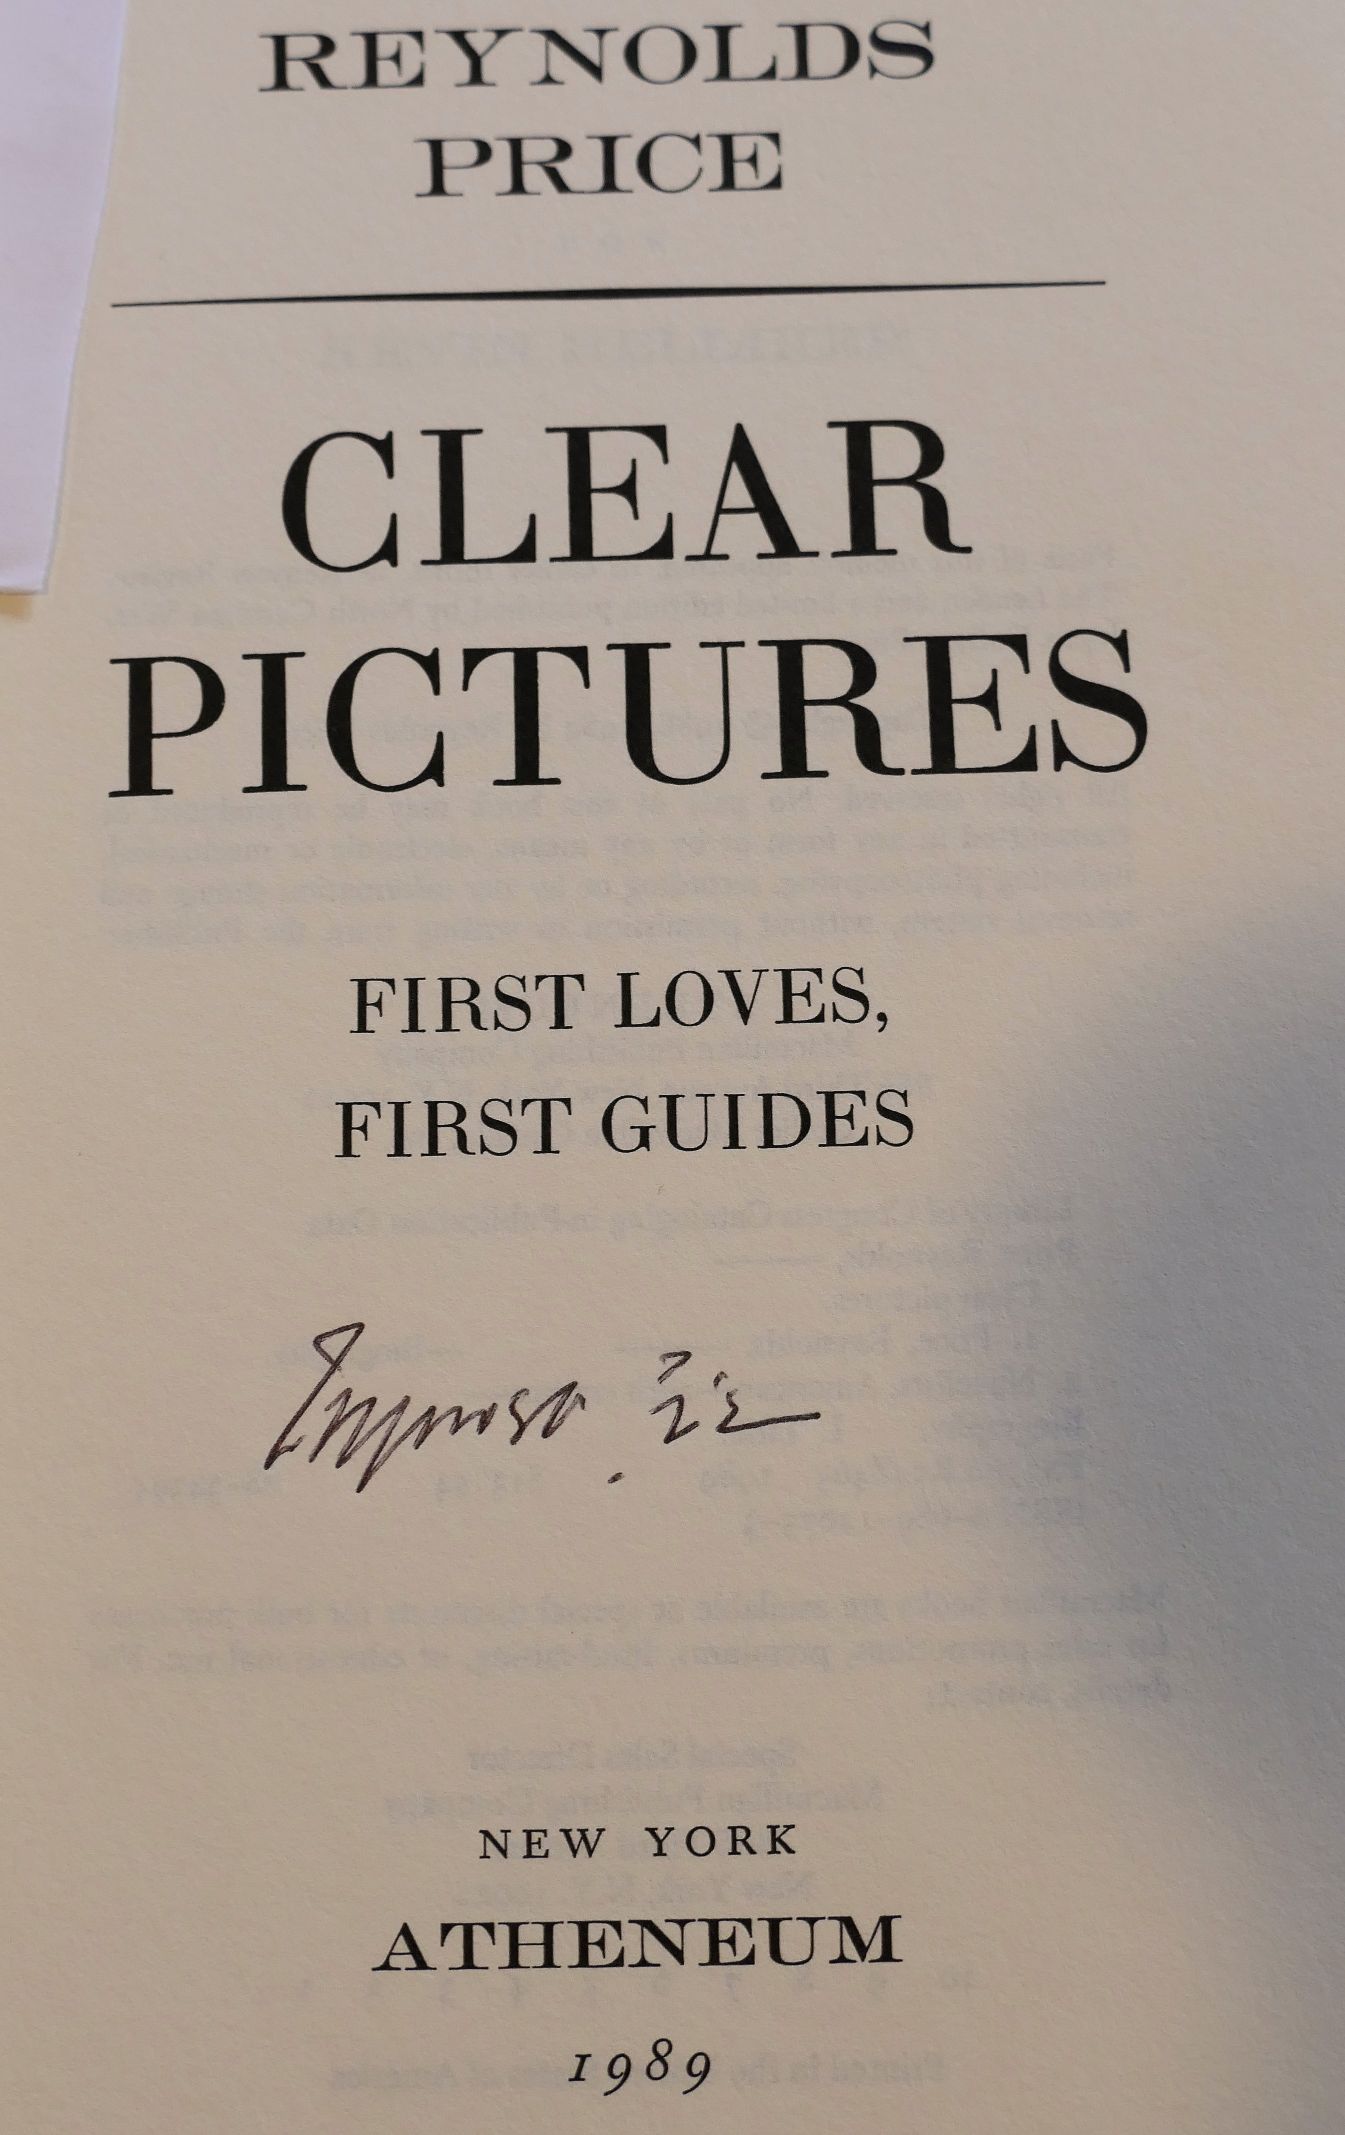 REYNOLDS
PRICE
CLEAR
PICTURES
FIRST LOVES,
FIRST GUIDES
NEW YORK
ATHENEUM
1989